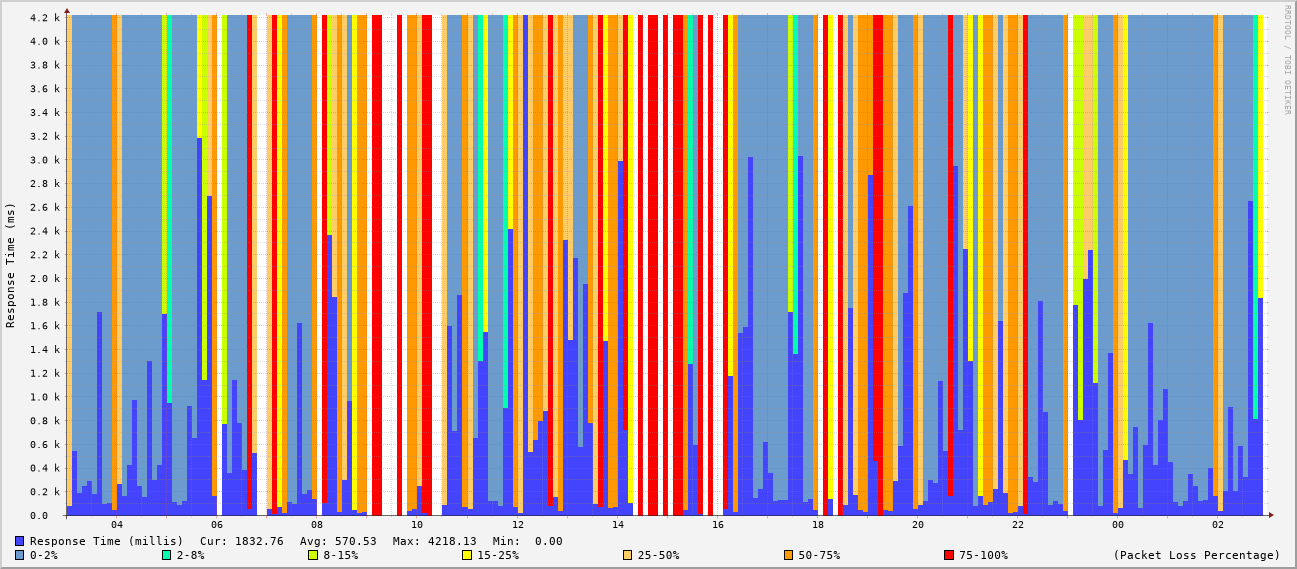 4.2 k
4.0 k
3.8 k
3.6 k
3.4 k
3.2 k
3.0 k
2.8 k
2.6 k
2.4 k
2.2 k
2.0 k
1.8 k
1.6 k
1.4 k
1.2 k
1.0 k
0.8 k
0.6 k
0.4 k
0.2 k
0.0
Response Time (ms)
RRDTOOL / TOBI OETIKER
04 06 08 10 12 14 16 18 20 22 00 02
Response Time (millis) Cur: 1832.76 Avg: 570.53 Max: 4218.13 Min: 0.00
0-2% 2-8% 8-15% 15-25% 25-50% 50-75% 75-100% (Packet Loss Percentage)